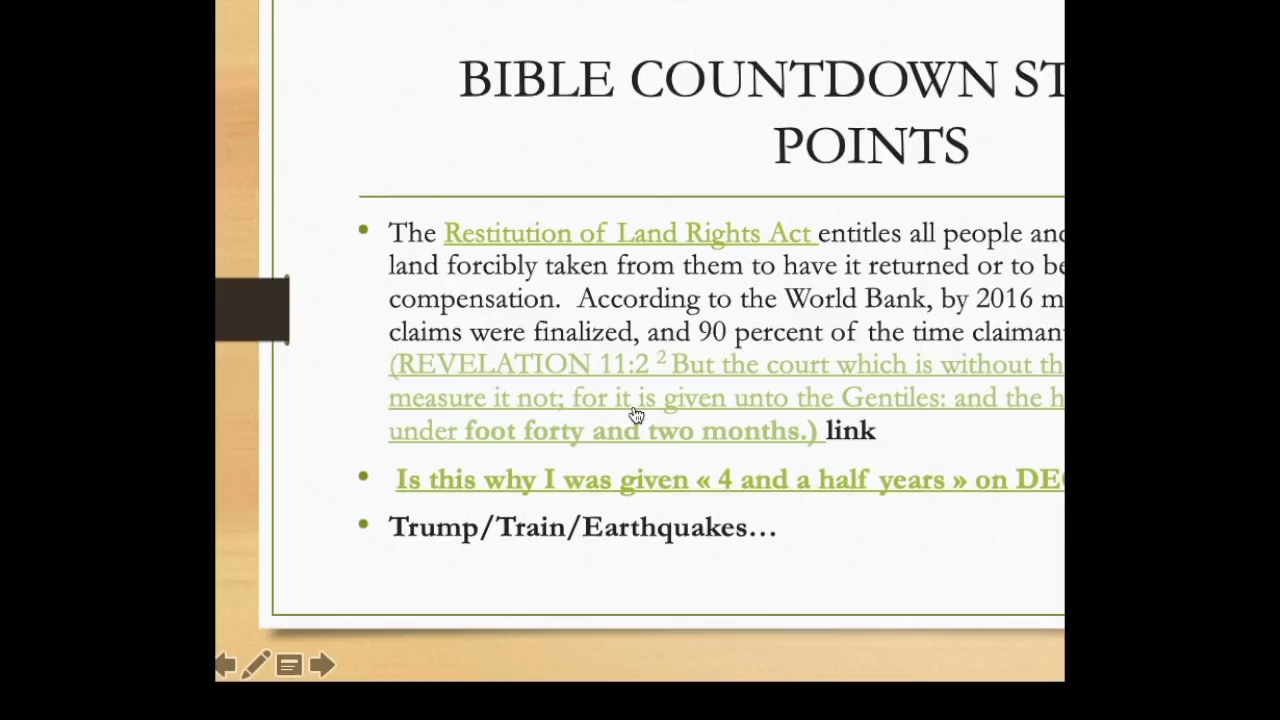 BIBLE COUNTDOWN ST
POINTS
• The Restitution of Land Rights Act entitles all people and
land forcibly taken from them to have it returned or to be
compensation. According to the World Bank, by 2016 m
claims were finalized, and 90 percent of the time claiman
(REVELATION 11:2 ² But the court which is without th
measure it not; for it is given unto the Gentiles: and the h
under foot forty and two months.) link
• Is this why I was given « 4 and a half years » on DE
• Trump/Train/Earthquakes…